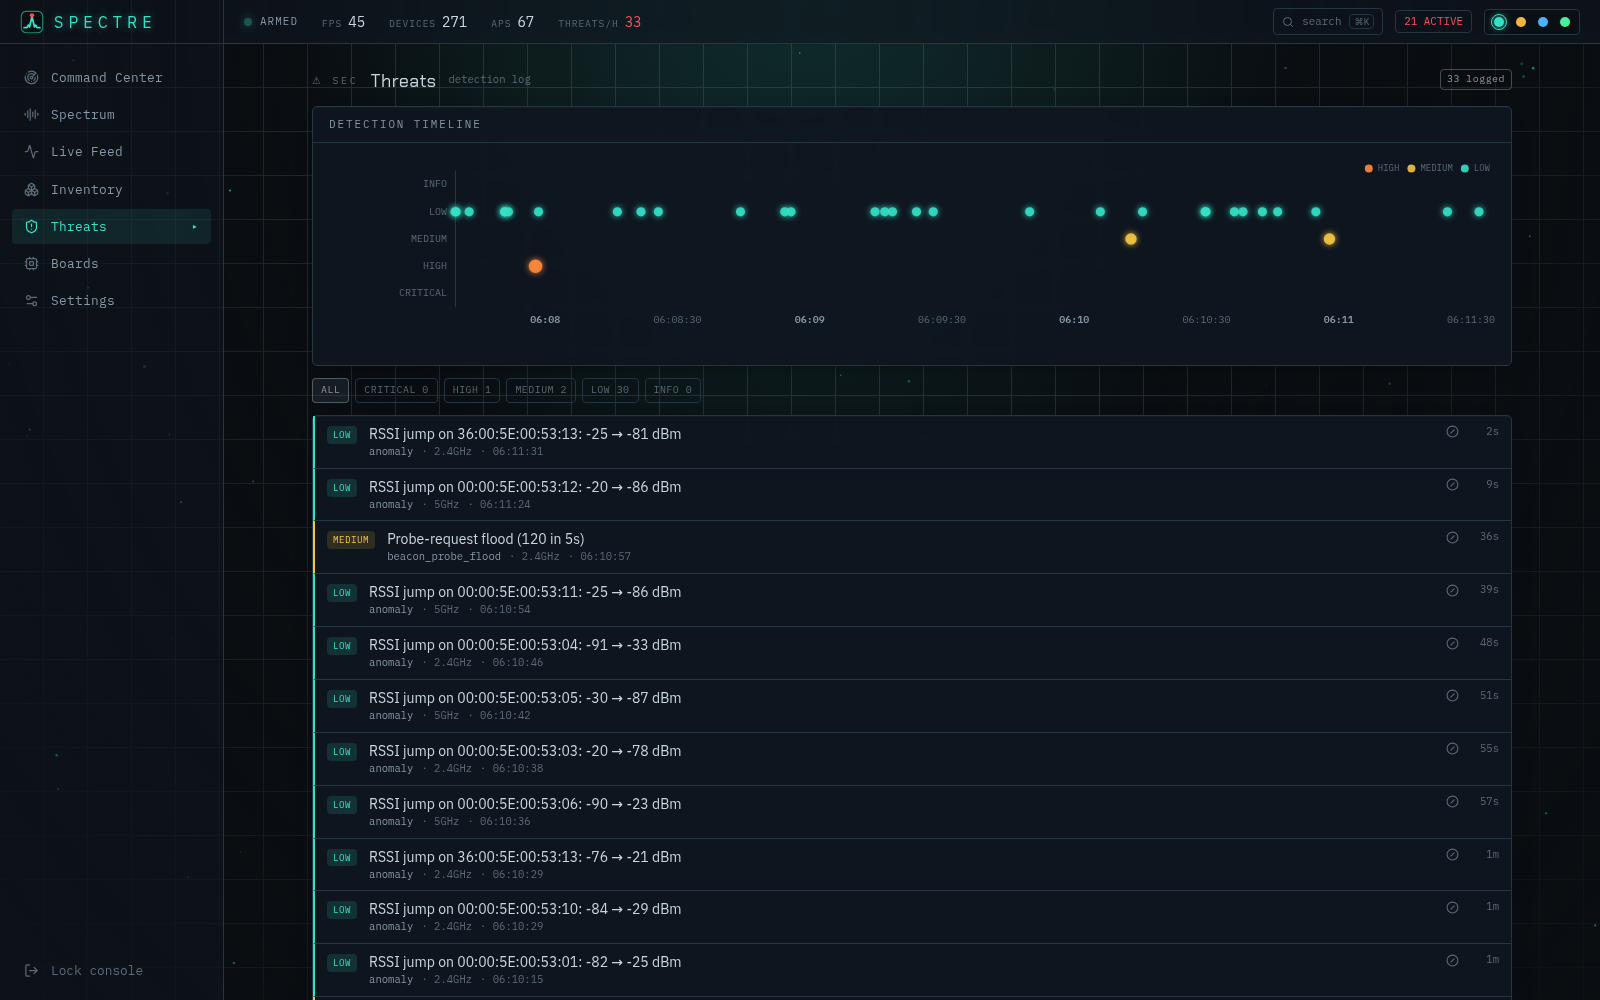 SPECTRE
ARMED FPS 45 DEVICES 271 APS 67 THREATS/H 33
search ⌘K 21 ACTIVE
Command Center
Spectrum
Live Feed
Inventory
Threats
Boards
Settings
Lock console
SEC Threats detection log
33 logged
DETECTION TIMELINE
HIGH MEDIUM LOW
INFO
LOW
MEDIUM
HIGH
CRITICAL
06:08 06:08:30 06:09 06:09:30 06:10 06:10:30 06:11 06:11:30
ALL CRITICAL 0 HIGH 1 MEDIUM 2 LOW 30 INFO 0
LOW RSSI jump on 36:00:5E:00:53:13: -25 → -81 dBm 2s
anomaly · 2.4GHz · 06:11:31
LOW RSSI jump on 00:00:5E:00:53:12: -20 → -86 dBm 9s
anomaly · 5GHz · 06:11:24
MEDIUM Probe-request flood (120 in 5s) 36s
beacon_probe_flood · 2.4GHz · 06:10:57
LOW RSSI jump on 00:00:5E:00:53:11: -25 → -86 dBm 39s
anomaly · 5GHz · 06:10:54
LOW RSSI jump on 00:00:5E:00:53:04: -91 → -33 dBm 48s
anomaly · 2.4GHz · 06:10:46
LOW RSSI jump on 00:00:5E:00:53:05: -30 → -87 dBm 51s
anomaly · 5GHz · 06:10:42
LOW RSSI jump on 00:00:5E:00:53:03: -20 → -78 dBm 55s
anomaly · 2.4GHz · 06:10:38
LOW RSSI jump on 00:00:5E:00:53:06: -90 → -23 dBm 57s
anomaly · 5GHz · 06:10:36
LOW RSSI jump on 36:00:5E:00:53:13: -76 → -21 dBm 1m
anomaly · 2.4GHz · 06:10:29
LOW RSSI jump on 00:00:5E:00:53:10: -84 → -29 dBm 1m
anomaly · 2.4GHz · 06:10:29
LOW RSSI jump on 00:00:5E:00:53:01: -82 → -25 dBm 1m
anomaly · 2.4GHz · 06:10:15